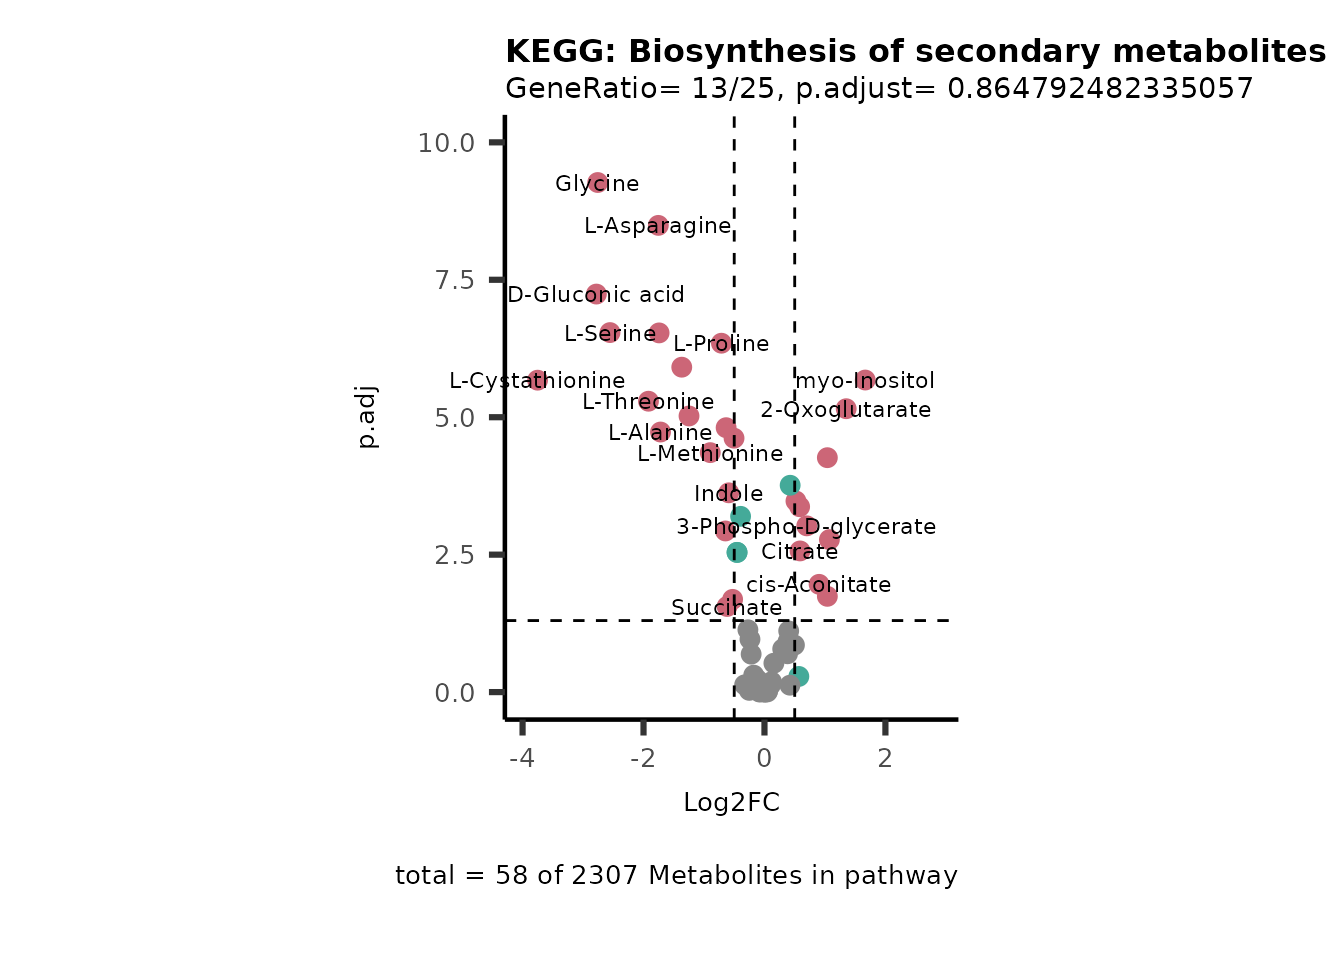 KEGG: Biosynthesis of secondary metabolites
GeneRatio= 13/25, p.adjust= 0.864792482335057
10.0
7.5
5.0
2.5
0.0
p.adj
Glycine
L-Asparagine
D-Gluconic acid
L-Serine
L-Proline
L-Cystathionine
myo-Inositol
L-Threonine
2-Oxoglutarate
L-Alanine
L-Methionine
Indole
3-Phospho-D-glycerate
Citrate
cis-Aconitate
Succinate
-4
-2
0
2
Log2FC
total = 58 of 2307 Metabolites in pathway